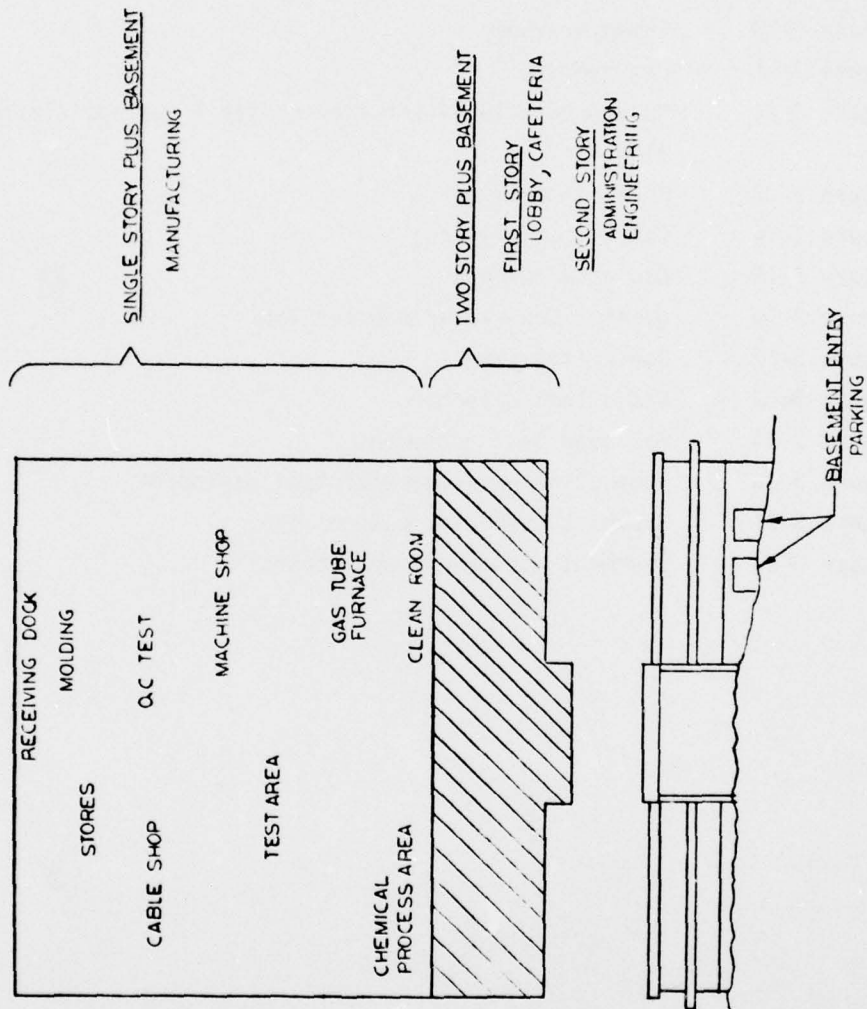 RECEIVING DOCK
STORES
MOLDING
CABLE SHOP
QC TEST
MACHINE SHOP
TEST AREA
GAS TUBE
FURNACE
CHEMICAL
PROCESS AREA
CLEAN ROOM
SINGLE STORY PLUS BASEMENT
MANUFACTURING
TWO STORY PLUS BASEMENT
FIRST STORY
LOBBY, CAFETERIA
SECOND STORY
ADMINISTRATION
ENGINEERING
BASEMENT ENTRY
PARKING